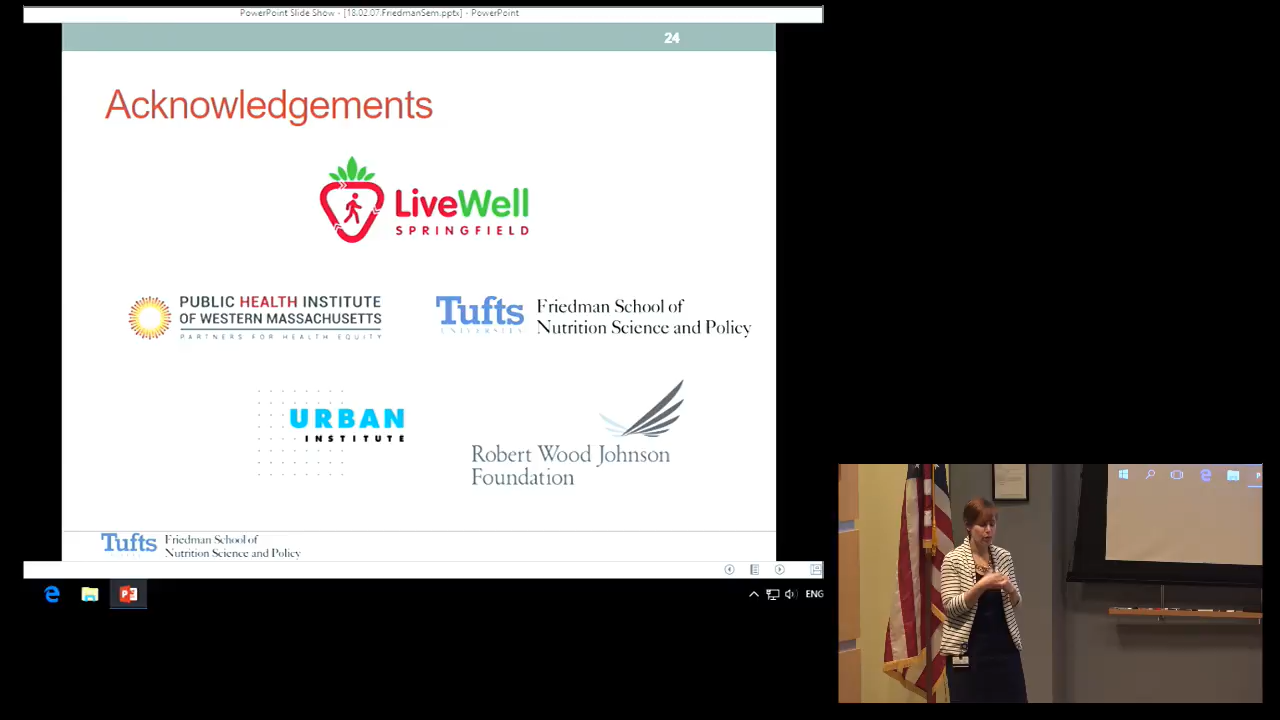 PowerPoint Slide Show - [18.02.07.FriedmanSem.pptx] - PowerPoint
24
Acknowledgements
LiveWell
SPRINGFIELD
PUBLIC HEALTH INSTITUTE
OF WESTERN MASSACHUSETTS
PARTNERS FOR HEALTH EQUITY
Tufts
UNIVERSITY
Friedman School of
Nutrition Science and Policy
URBAN
INSTITUTE
Robert Wood Johnson
Foundation
Tufts
Friedman School of
Nutrition Science and Policy
ENG